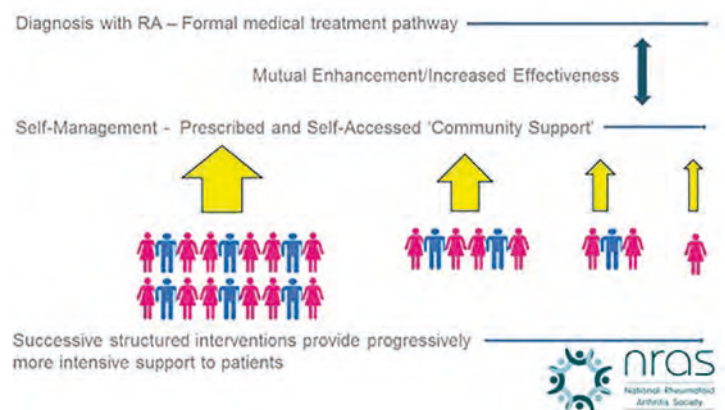 Diagnosis with RA – Formal medical treatment pathway
Mutual Enhancement/Increased Effectiveness
Self-Management - Prescribed and Self-Accessed 'Community Support'
Successive structured interventions provide progressively
more intensive support to patients
nras
National Rheumatoid
Arthritis Society